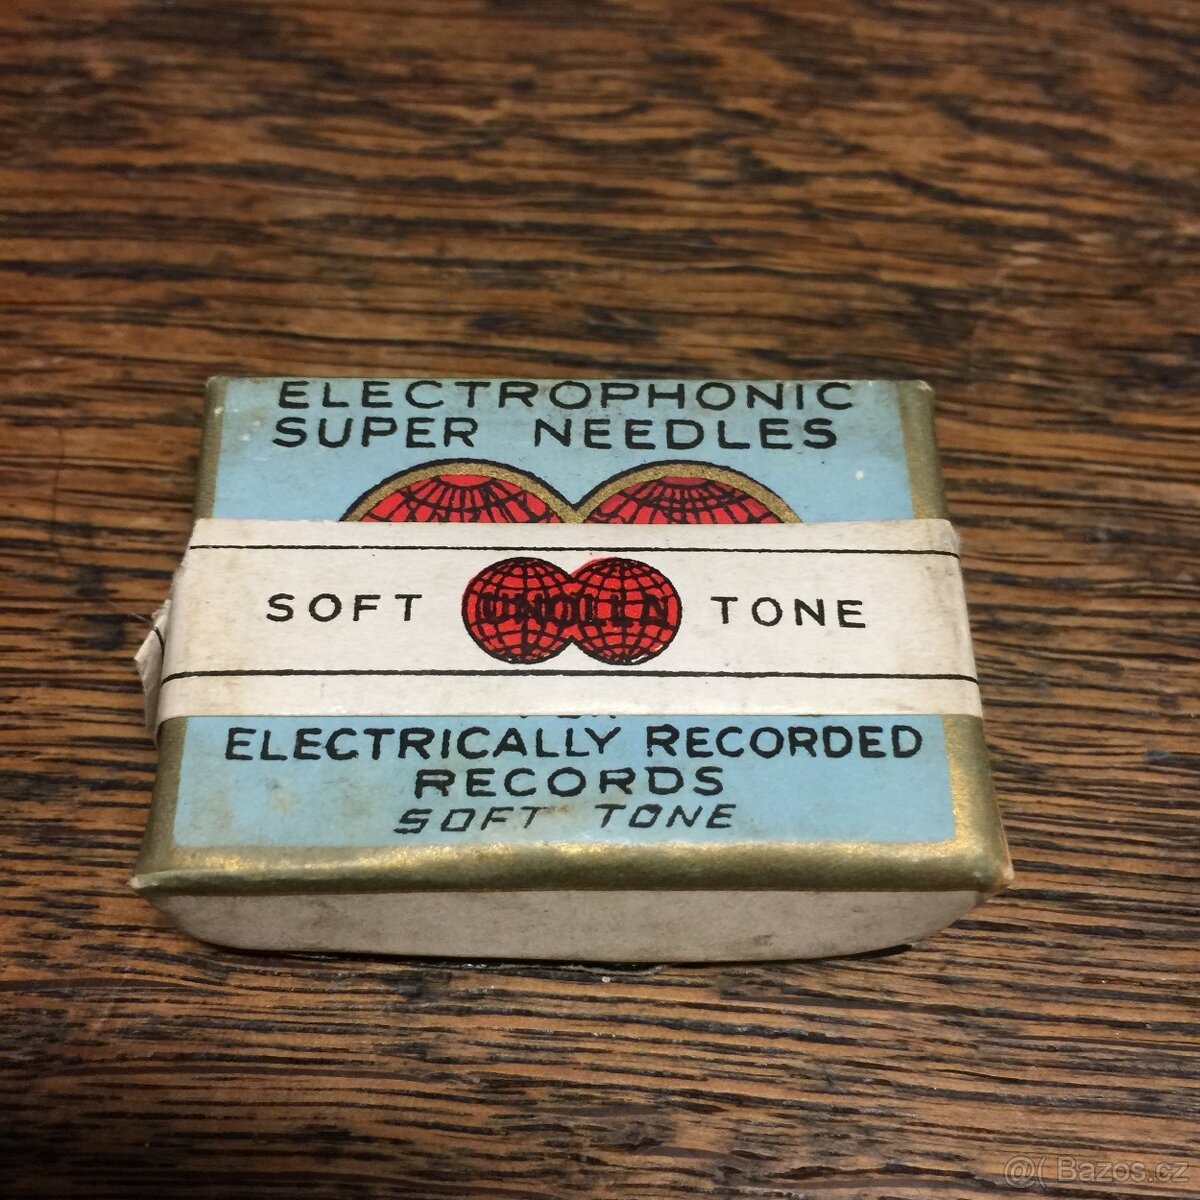 ELECTROPHONIC
SUPER NEEDLES
SOFT TONE
ELECTRICALLY RECORDED
RECORDS
SOFT TONE
@( Bazos.cz